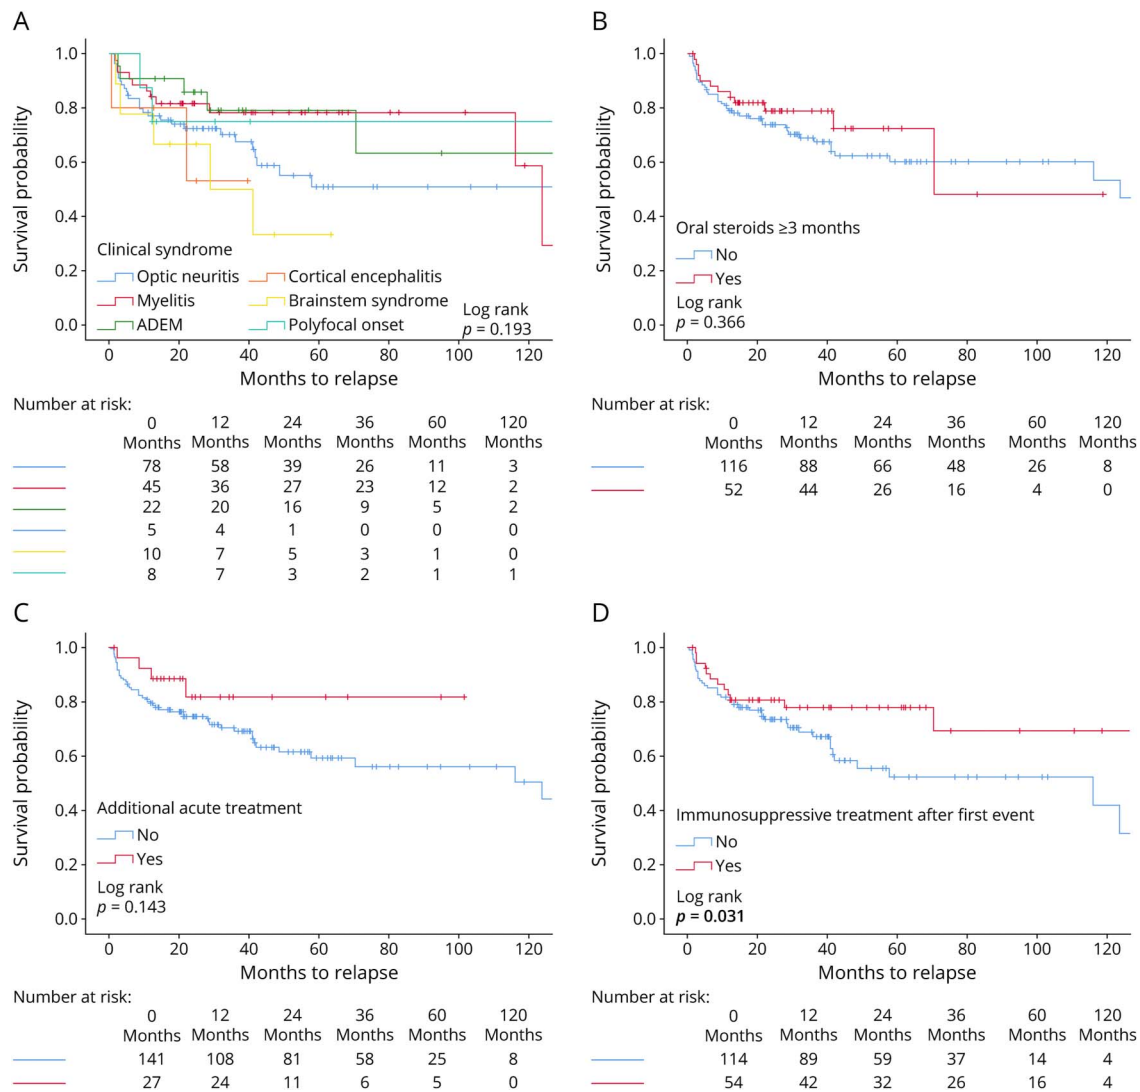 A
Survival probability
1.0
0.8
0.6
0.4
0.2
0.0
Clinical syndrome
Optic neuritis Cortical encephalitis
Myelitis Brainstem syndrome
ADEM Polyfocal onset
Log rank
p = 0.193
0 20 40 60 80 100 120
Months to relapse
Number at risk:
0 12 24 36 60 120
Months Months Months Months Months Months
78 58 39 26 11 3
45 36 27 23 12 2
22 20 16 9 5 2
5 4 1 0 0 0
10 7 5 3 1 0
8 7 3 2 1 1
B
Survival probability
1.0
0.8
0.6
0.4
0.2
0.0
Oral steroids ≥3 months
No
Yes
Log rank
p = 0.366
0 20 40 60 80 100 120
Months to relapse
Number at risk:
0 12 24 36 60 120
Months Months Months Months Months Months
116 88 66 48 26 8
52 44 26 16 4 0
C
Survival probability
1.0
0.8
0.6
0.4
0.2
0.0
Additional acute treatment
No
Yes
Log rank
p = 0.143
0 20 40 60 80 100 120
Months to relapse
Number at risk:
0 12 24 36 60 120
Months Months Months Months Months Months
141 108 81 58 25 8
27 24 11 6 5 0
D
Survival probability
1.0
0.8
0.6
0.4
0.2
0.0
Immunosuppressive treatment after first event
No
Yes
Log rank
p = 0.031
0 20 40 60 80 100 120
Months to relapse
Number at risk:
0 12 24 36 60 120
Months Months Months Months Months Months
114 89 59 37 14 4
54 42 32 26 16 4